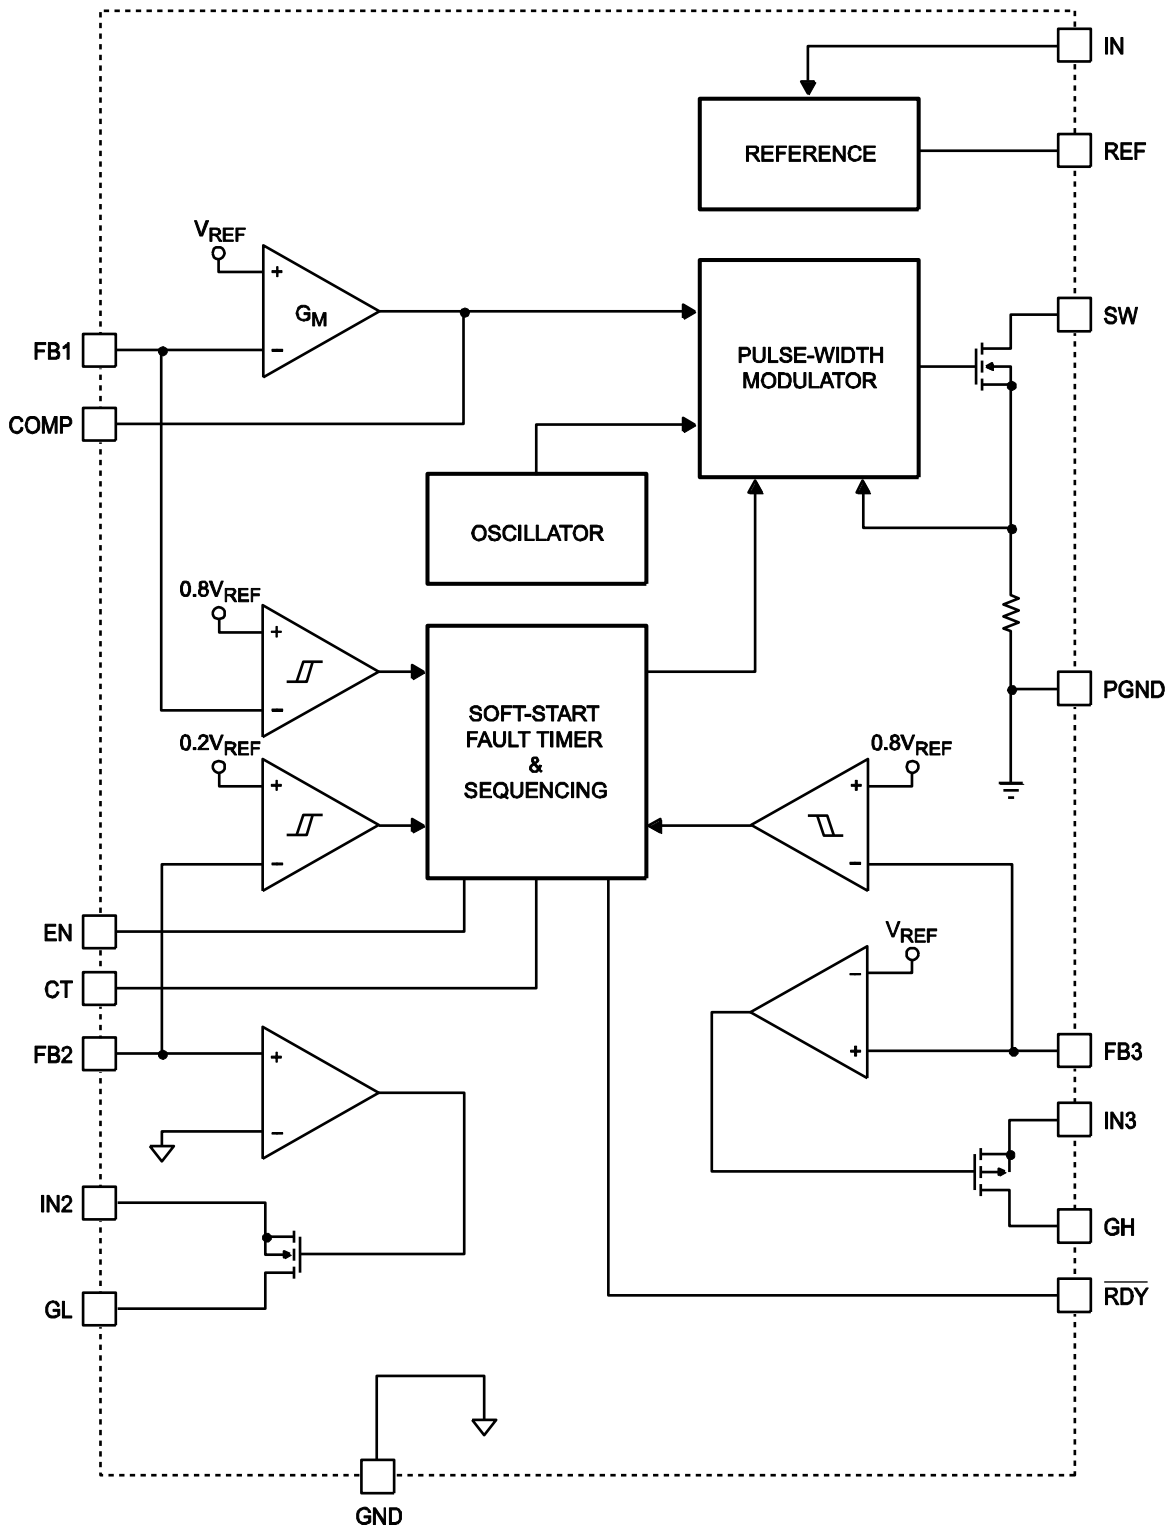 IN
REFERENCE
REF
VREF
+
GM
−
FB1
COMP
PULSE-WIDTH
MODULATOR
SW
OSCILLATOR
0.8VREF
+
−
SOFT-START
FAULT TIMER
&
SEQUENCING
PGND
0.2VREF
+
−
0.8VREF
+
−
EN
CT
FB2
+
−
VREF
−
+
FB3
IN3
IN2
GH
GL
RDY
GND